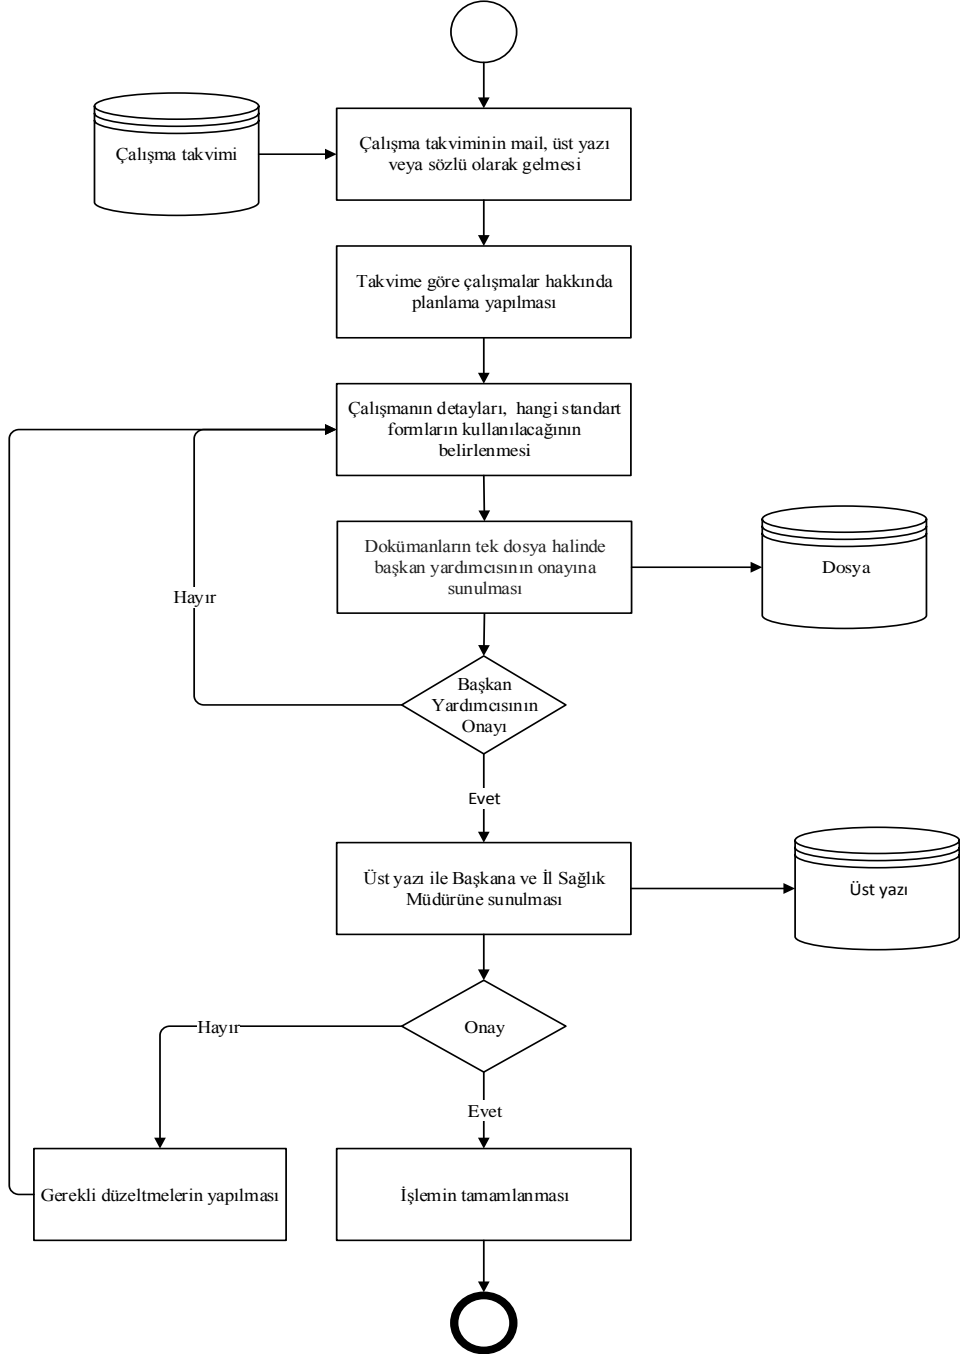 Çalışma takvimi
Çalışma takviminin mail, üst yazı
veya sözlü olarak gelmesi
Takvime göre çalışmalar hakkında
planlama yapılması
Çalışmanın detayları,  hangi standart
formların kullanılacağının
belirlenmesi
Dokümanların tek dosya halinde
başkan yardımcısının onayına
sunulması
Dosya
Hayır
Başkan
Yardımcısının
Onayı
Evet
Üst yazı ile Başkana ve İl Sağlık
Müdürüne sunulması
Üst yazı
Hayır
Onay
Evet
Gerekli düzeltmelerin yapılması
İşlemin tamamlanması